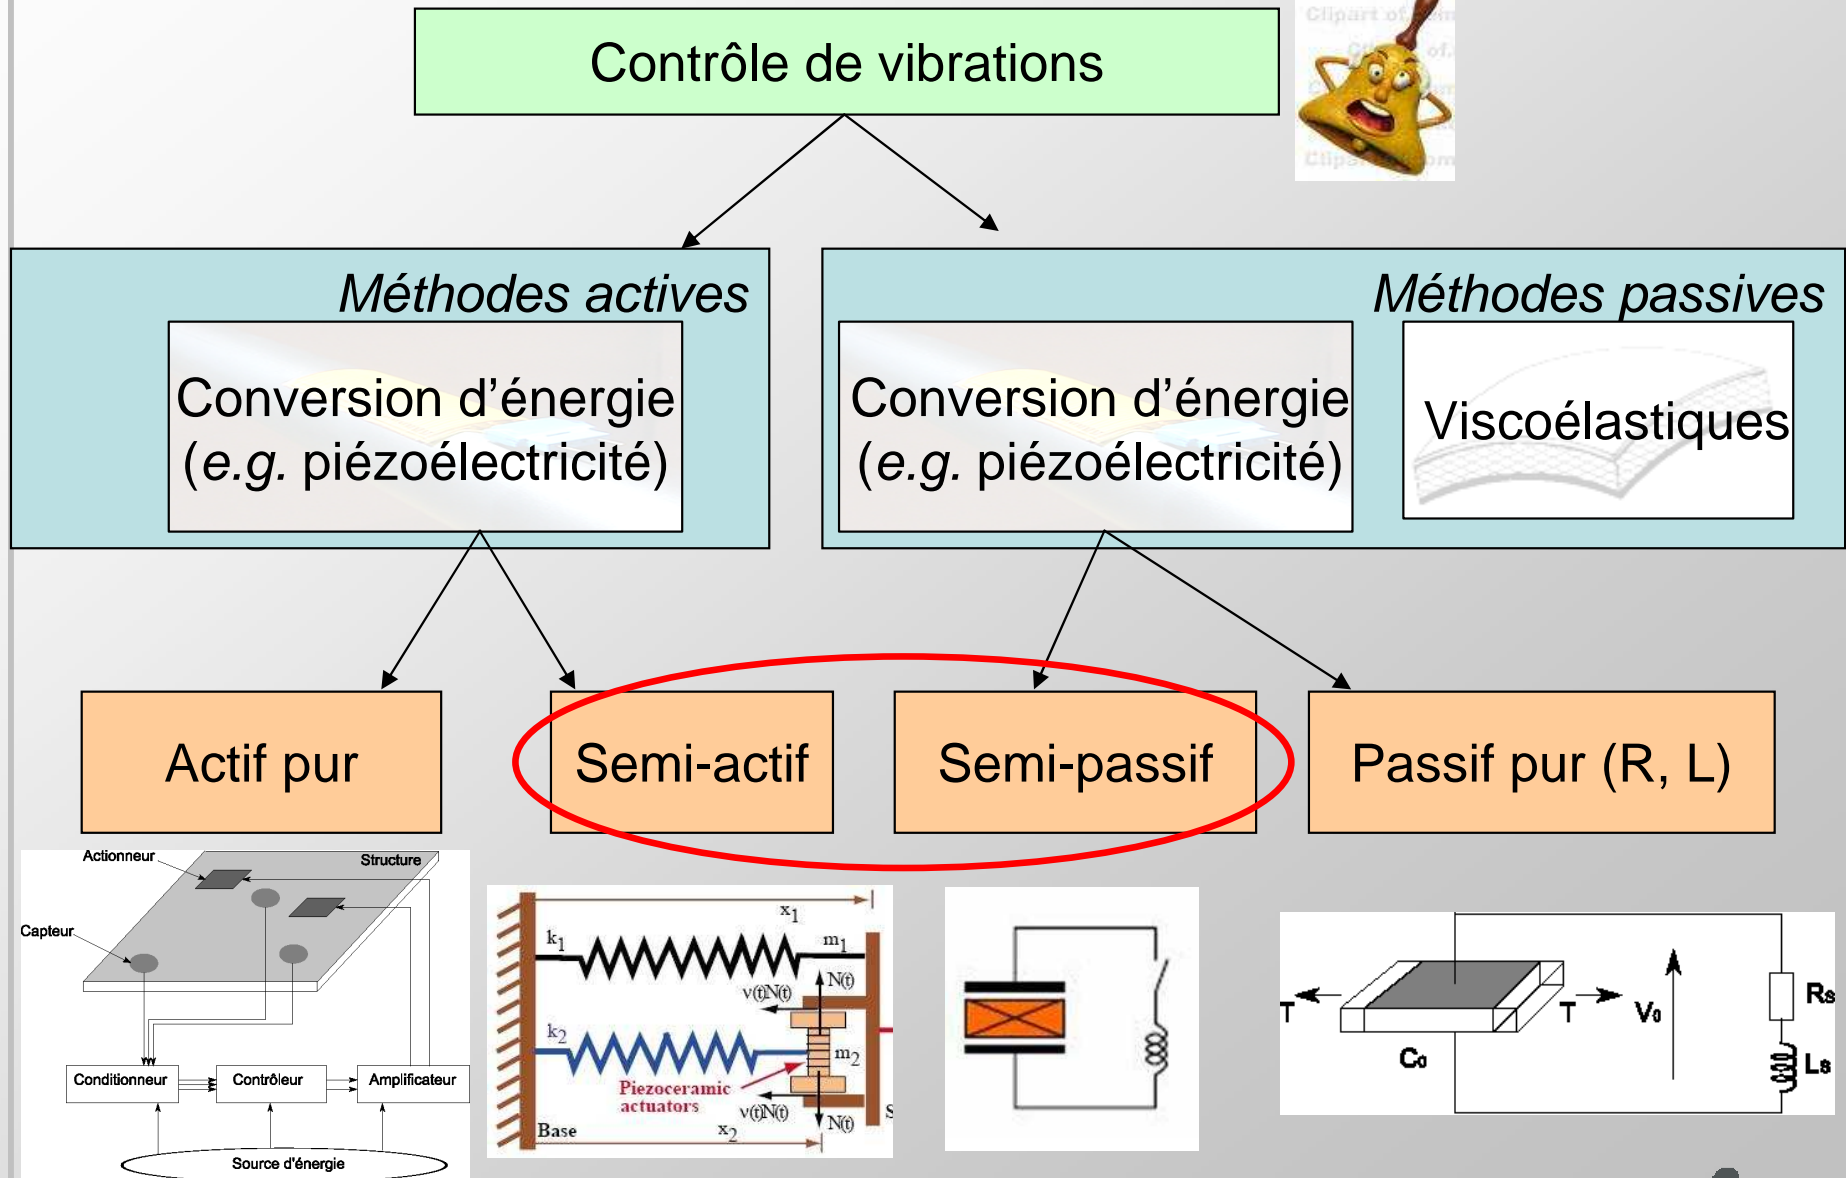 Contrôle de vibrations
Méthodes actives
Conversion d’énergie
(e.g. piézoélectricité)
Méthodes passives
Conversion d’énergie
(e.g. piézoélectricité)
Viscoélastiques
Actif pur
Semi-actif
Semi-passif
Passif pur (R, L)
Actionneur
Structure
Capteur
Conditionneur
Contrôleur
Amplificateur
Source d'énergie
x1
k1
m1
N(t)
ν(t)N(t)
k2
m2
Piezoceramic
actuators
ν(t)N(t)
N(t)
Base
x2
S
T
T
C0
V0
Rs
Ls